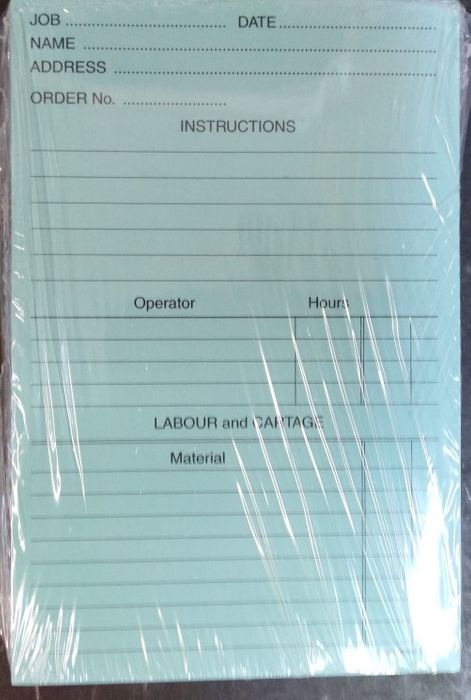 JOB ........................... DATE ........................................
NAME ..........................................................................................
ADDRESS ..................................................................................
ORDER No. ..........................
INSTRUCTIONS
Operator Hours
LABOUR and CARTAGE
Material